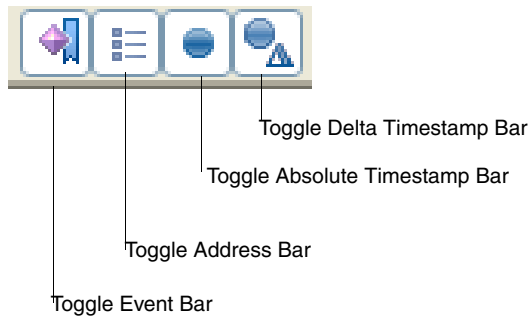 Toggle Delta Timestamp Bar
Toggle Absolute Timestamp Bar
Toggle Address Bar
Toggle Event Bar